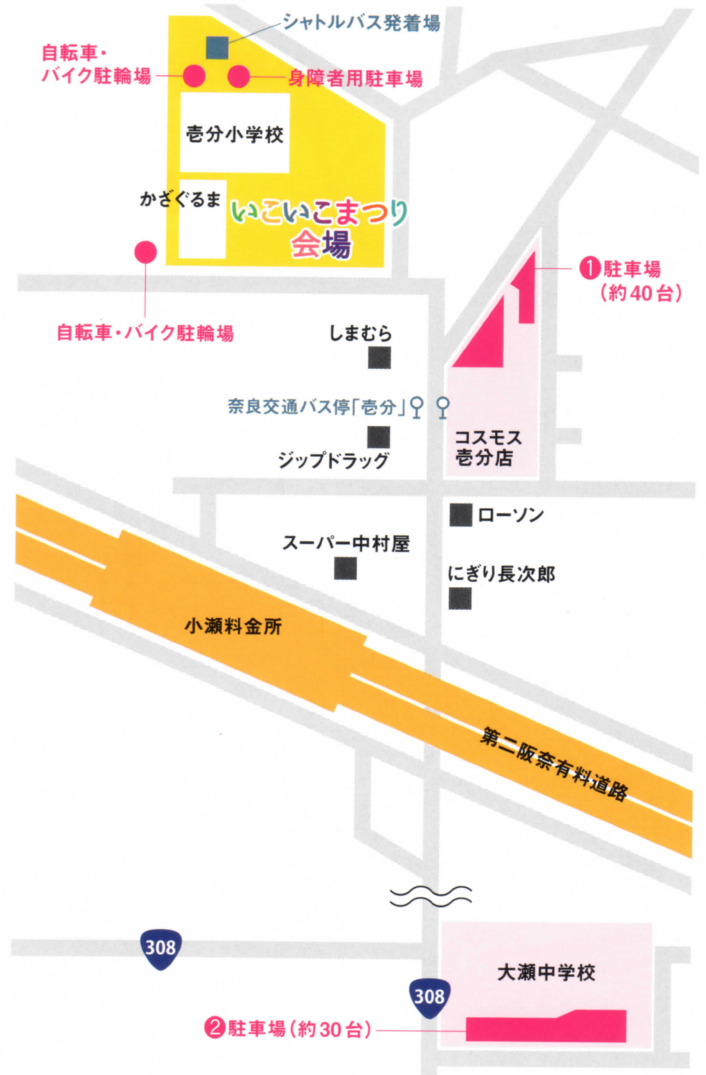 シャトルバス発着場
自転車・
バイク駐輪場
身障者用駐車場
壱分小学校
かざぐるま
いこいこまつり
会場
❶駐車場
(約40台)
自転車・バイク駐輪場
しまむら
奈良交通バス停「壱分」
コスモス
壱分店
ジップドラッグ
ローソン
スーパー中村屋
にぎり長次郎
小瀬料金所
第二阪奈有料道路
308
大瀬中学校
308
❷駐車場(約30台)